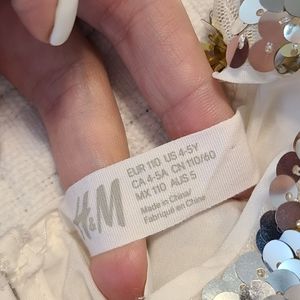 H&M
EUR 110 US 4-5Y
CA 4-5A CN 110/60
MX 110 AUS 5
Made in China/
Fabriqué en Chine